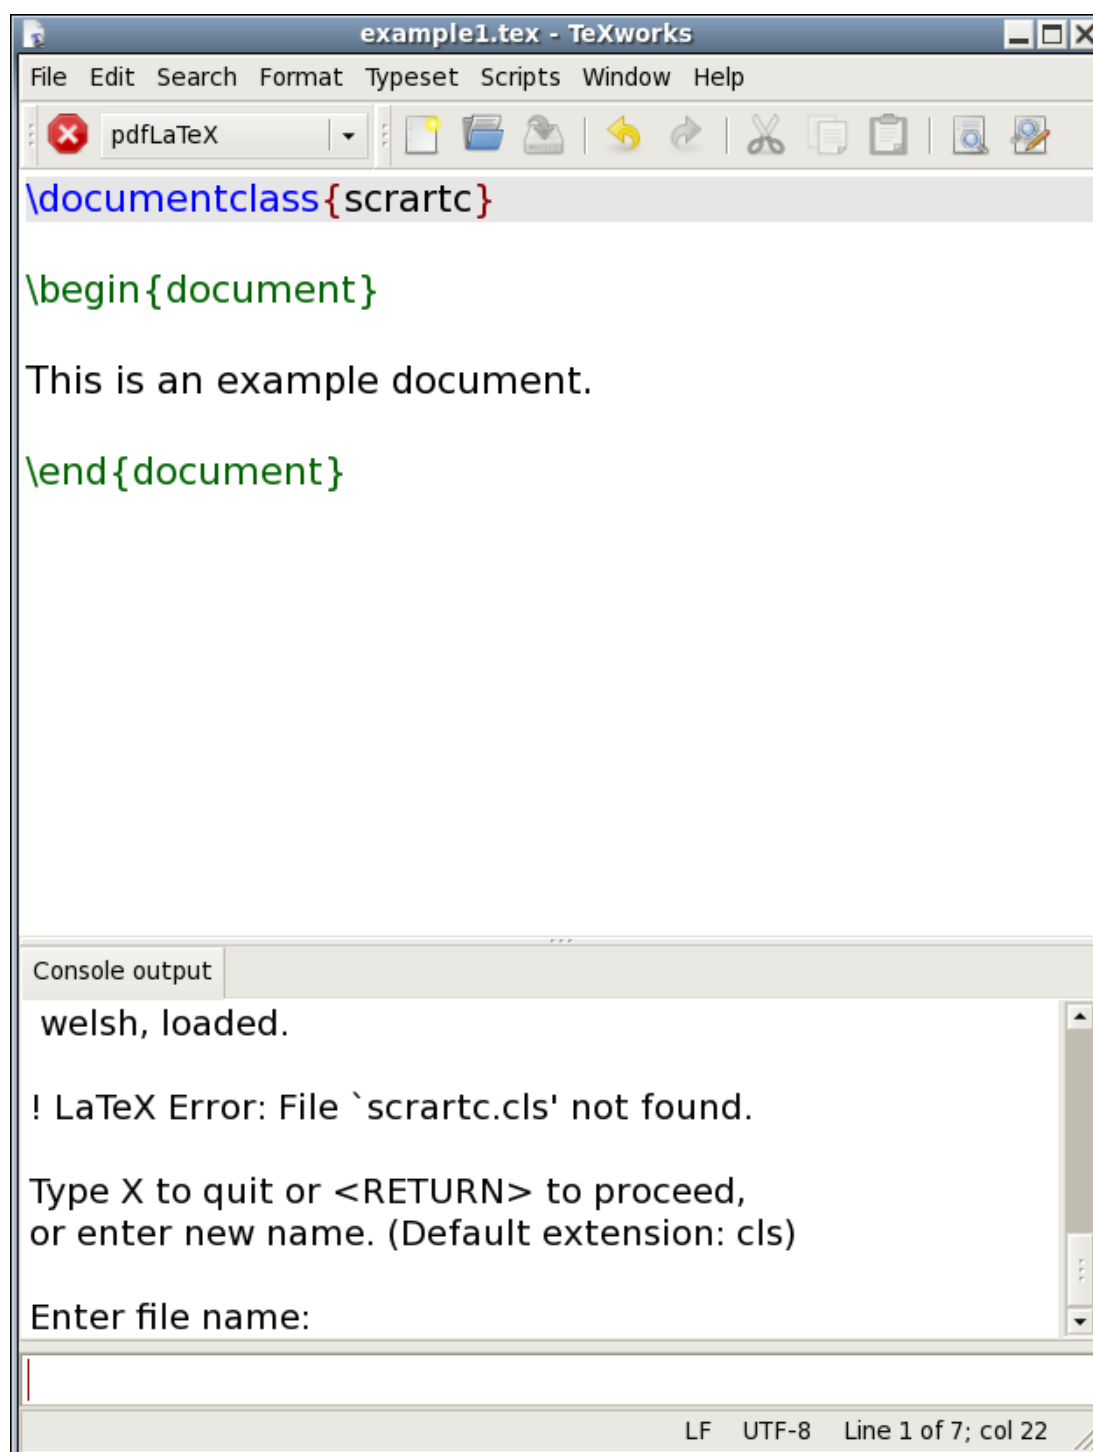 example1.tex - TeXworks
File Edit Search Format Typeset Scripts Window Help
pdfLaTeX
\documentclass{scrartc}
\begin{document}
This is an example document.
\end{document}
Console output
welsh, loaded.
! LaTeX Error: File `scrartc.cls' not found.
Type X to quit or <RETURN> to proceed,
or enter new name. (Default extension: cls)
Enter file name:
LF UTF-8 Line 1 of 7; col 22